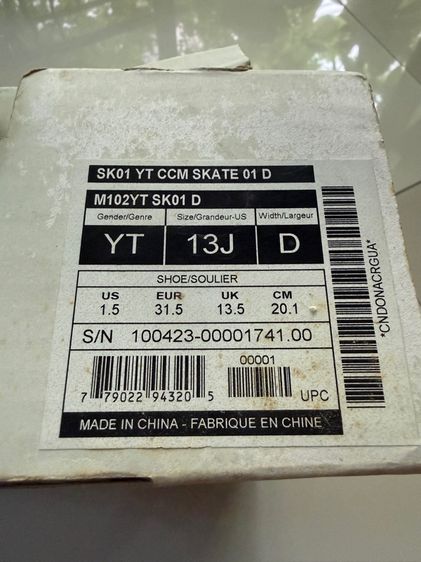 SK01 YT CCM SKATE 01 D
M102YT SK01 D
Gender/Genre Size/Grandeur-US Width/Largeur
YT 13J D
SHOE/SOULIER
US EUR UK CM
1.5 31.5 13.5 20.1
S/N 100423-00001741.00
00001
7 79022 94320 5 UPC
MADE IN CHINA - FABRIQUE EN CHINE
*CNDONACRGUA*